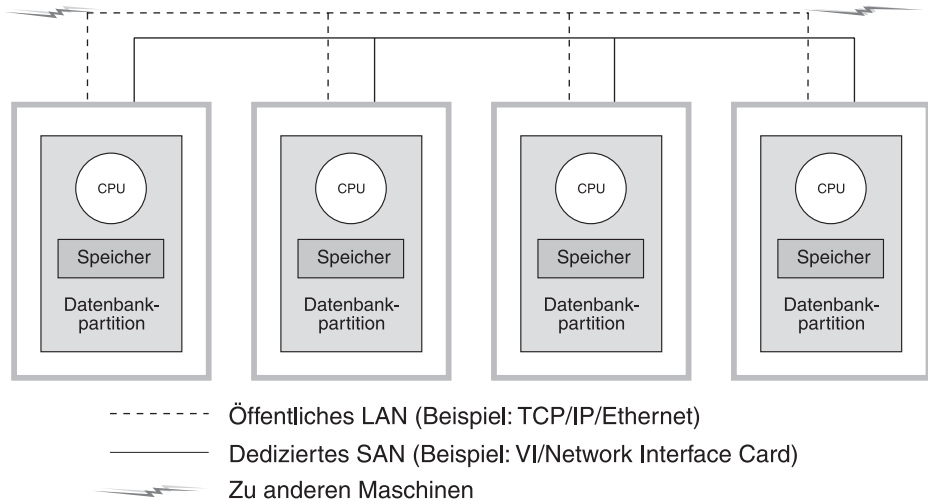 CPU
Speicher
Datenbank-
partition
CPU
Speicher
Datenbank-
partition
CPU
Speicher
Datenbank-
partition
CPU
Speicher
Datenbank-
partition
Öffentliches LAN (Beispiel: TCP/IP/Ethernet)
Dediziertes SAN (Beispiel: VI/Network Interface Card)
Zu anderen Maschinen